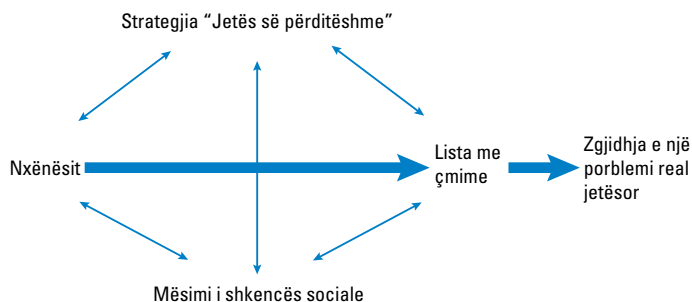 Strategjia “Jetës së përditëshme”
Nxënësit
Lista me
çmime
Zgjidhja e një
porblemi real
jetësor
Mësimi i shkencës sociale